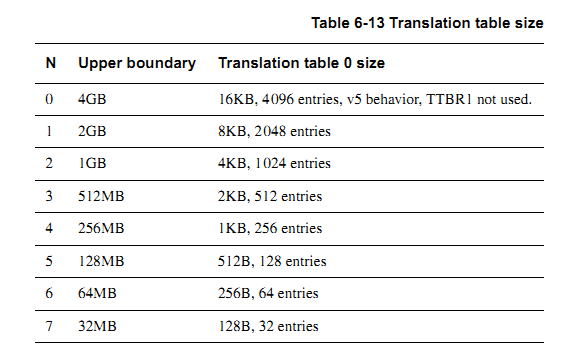 Table 6-13 Translation table size
N Upper boundary Translation table 0 size
0 4GB 16KB, 4096 entries, v5 behavior, TTBR1 not used.
1 2GB 8KB, 2048 entries
2 1GB 4KB, 1024 entries
3 512MB 2KB, 512 entries
4 256MB 1KB, 256 entries
5 128MB 512B, 128 entries
6 64MB 256B, 64 entries
7 32MB 128B, 32 entries